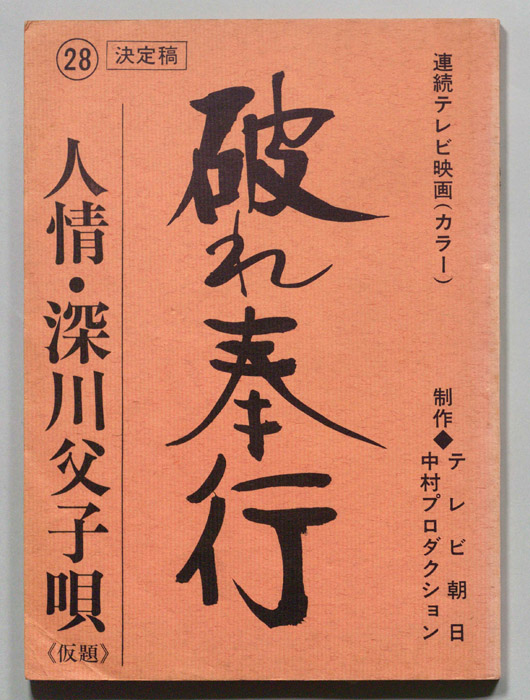 連続テレビ映画(カラー)
制作◆テレビ朝日
中村プロダクション
破れ奉行
㉘ 決定稿
人情・深川父子唄《仮題》